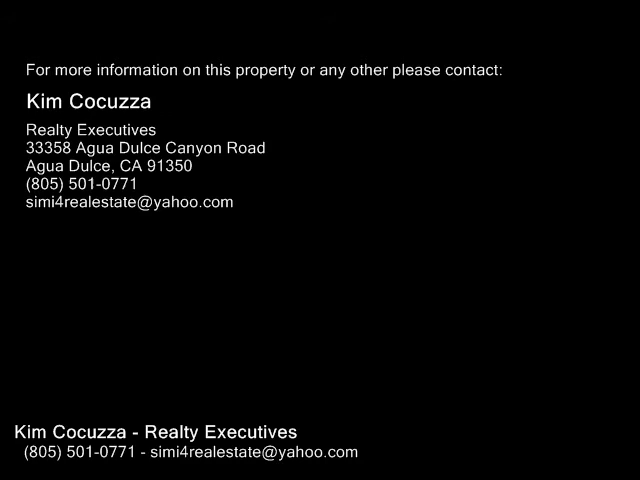 For more information on this property or any other please contact:
Kim Cocuzza
Realty Executives
33358 Agua Dulce Canyon Road
Agua Dulce, CA 91350
(805) 501-0771
simi4realestate@yahoo.com
Kim Cocuzza - Realty Executives
(805) 501-0771 - simi4realestate@yahoo.com